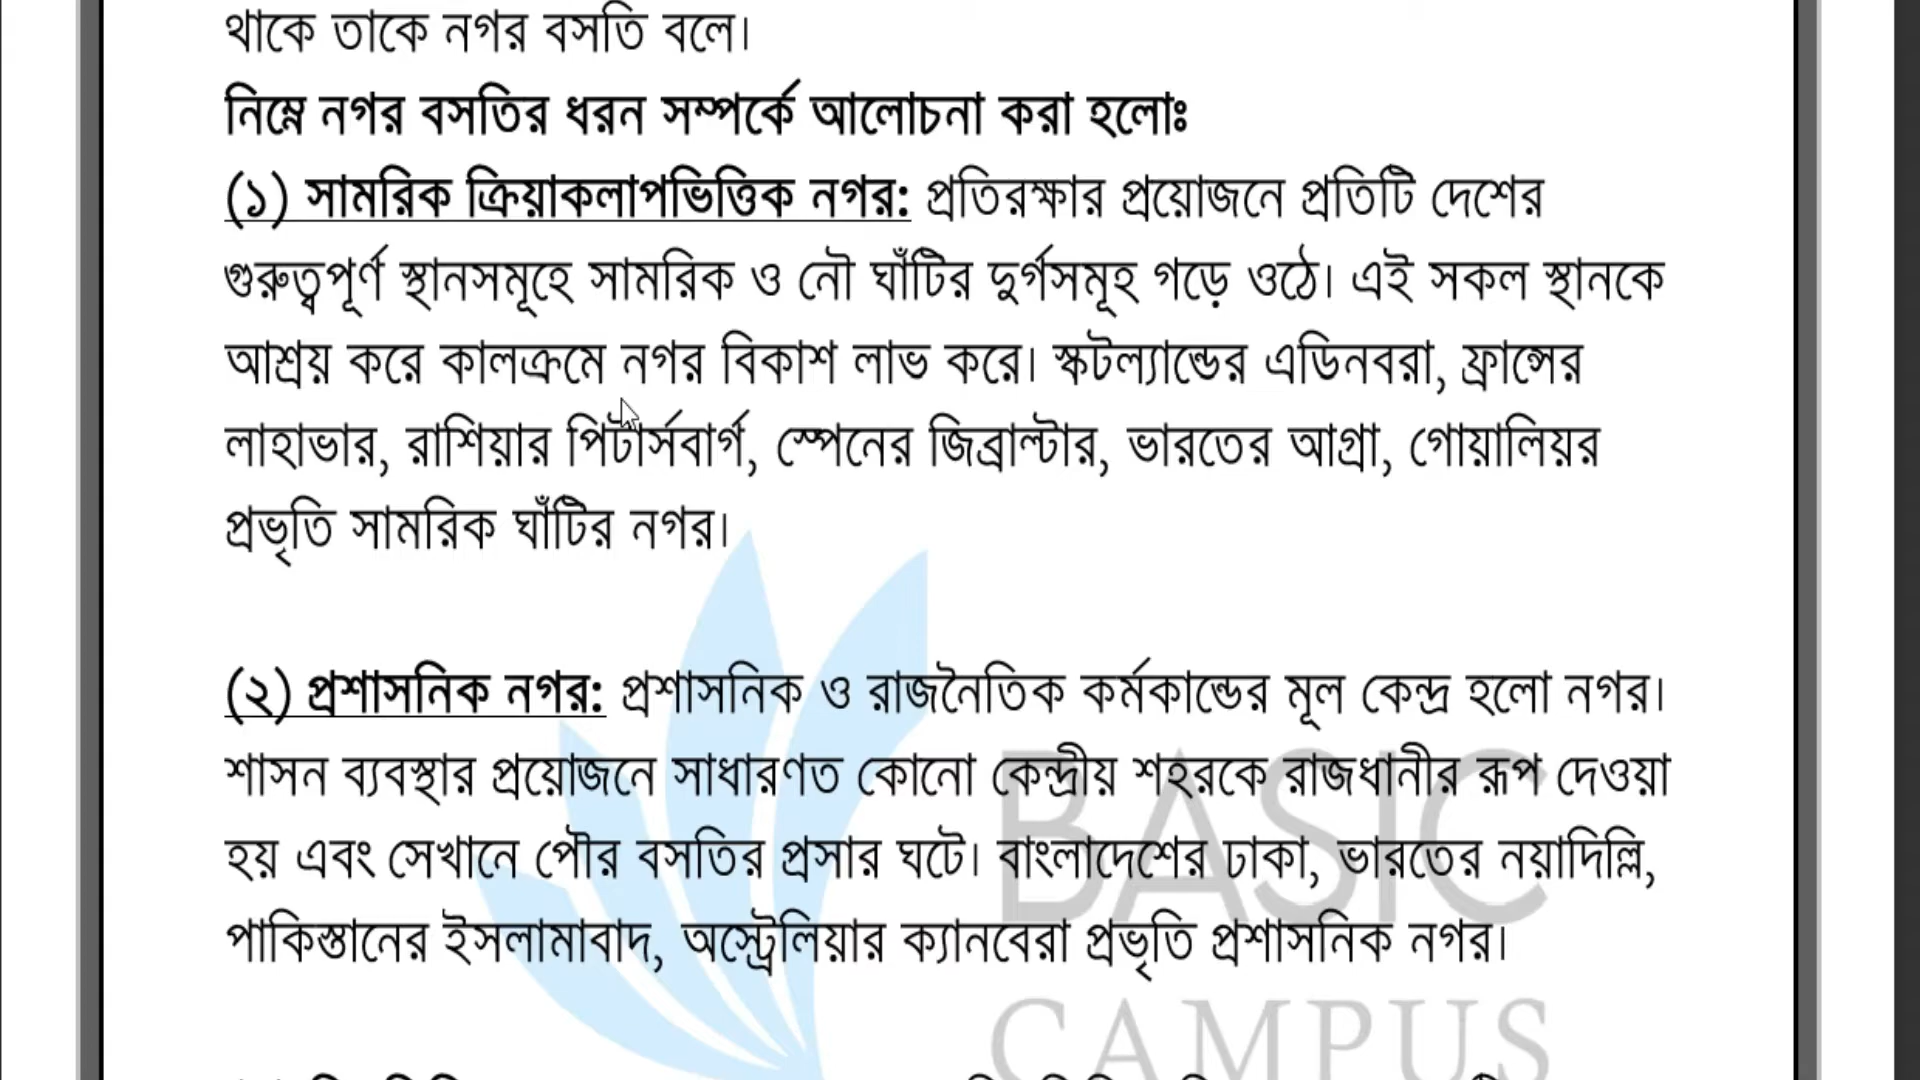 থাকে তাকে নগর বসতি বলে।
নিম্নে নগর বসতির ধরন সম্পর্কে আলোচনা করা হলোঃ
(১) সামরিক ক্রিয়াকলাপভিত্তিক নগর: প্রতিরক্ষার প্রয়োজনে প্রতিটি দেশের
গুরুত্বপূর্ণ স্থানসমূহে সামরিক ও নৌ ঘাঁটির দুর্গসমূহ গড়ে ওঠে। এই সকল স্থানকে
আশ্রয় করে কালক্রমে নগর বিকাশ লাভ করে। স্কটল্যান্ডের এডিনবরা, ফ্রান্সের
লাহাভার, রাশিয়ার পিটার্সবার্গ, স্পেনের জিব্রাল্টার, ভারতের আগ্রা, গোয়ালিয়র
প্রভৃতি সামরিক ঘাঁটির নগর।
(২) প্রশাসনিক নগর: প্রশাসনিক ও রাজনৈতিক কর্মকান্ডের মূল কেন্দ্র হলো নগর।
শাসন ব্যবস্থার প্রয়োজনে সাধারণত কোনো কেন্দ্রীয় শহরকে রাজধানীর রূপ দেওয়া
হয় এবং সেখানে পৌর বসতির প্রসার ঘটে। বাংলাদেশের ঢাকা, ভারতের নয়াদিল্লি,
পাকিস্তানের ইসলামাবাদ, অস্ট্রেলিয়ার ক্যানবেরা প্রভৃতি প্রশাসনিক নগর।
BASIC
CAMPUS